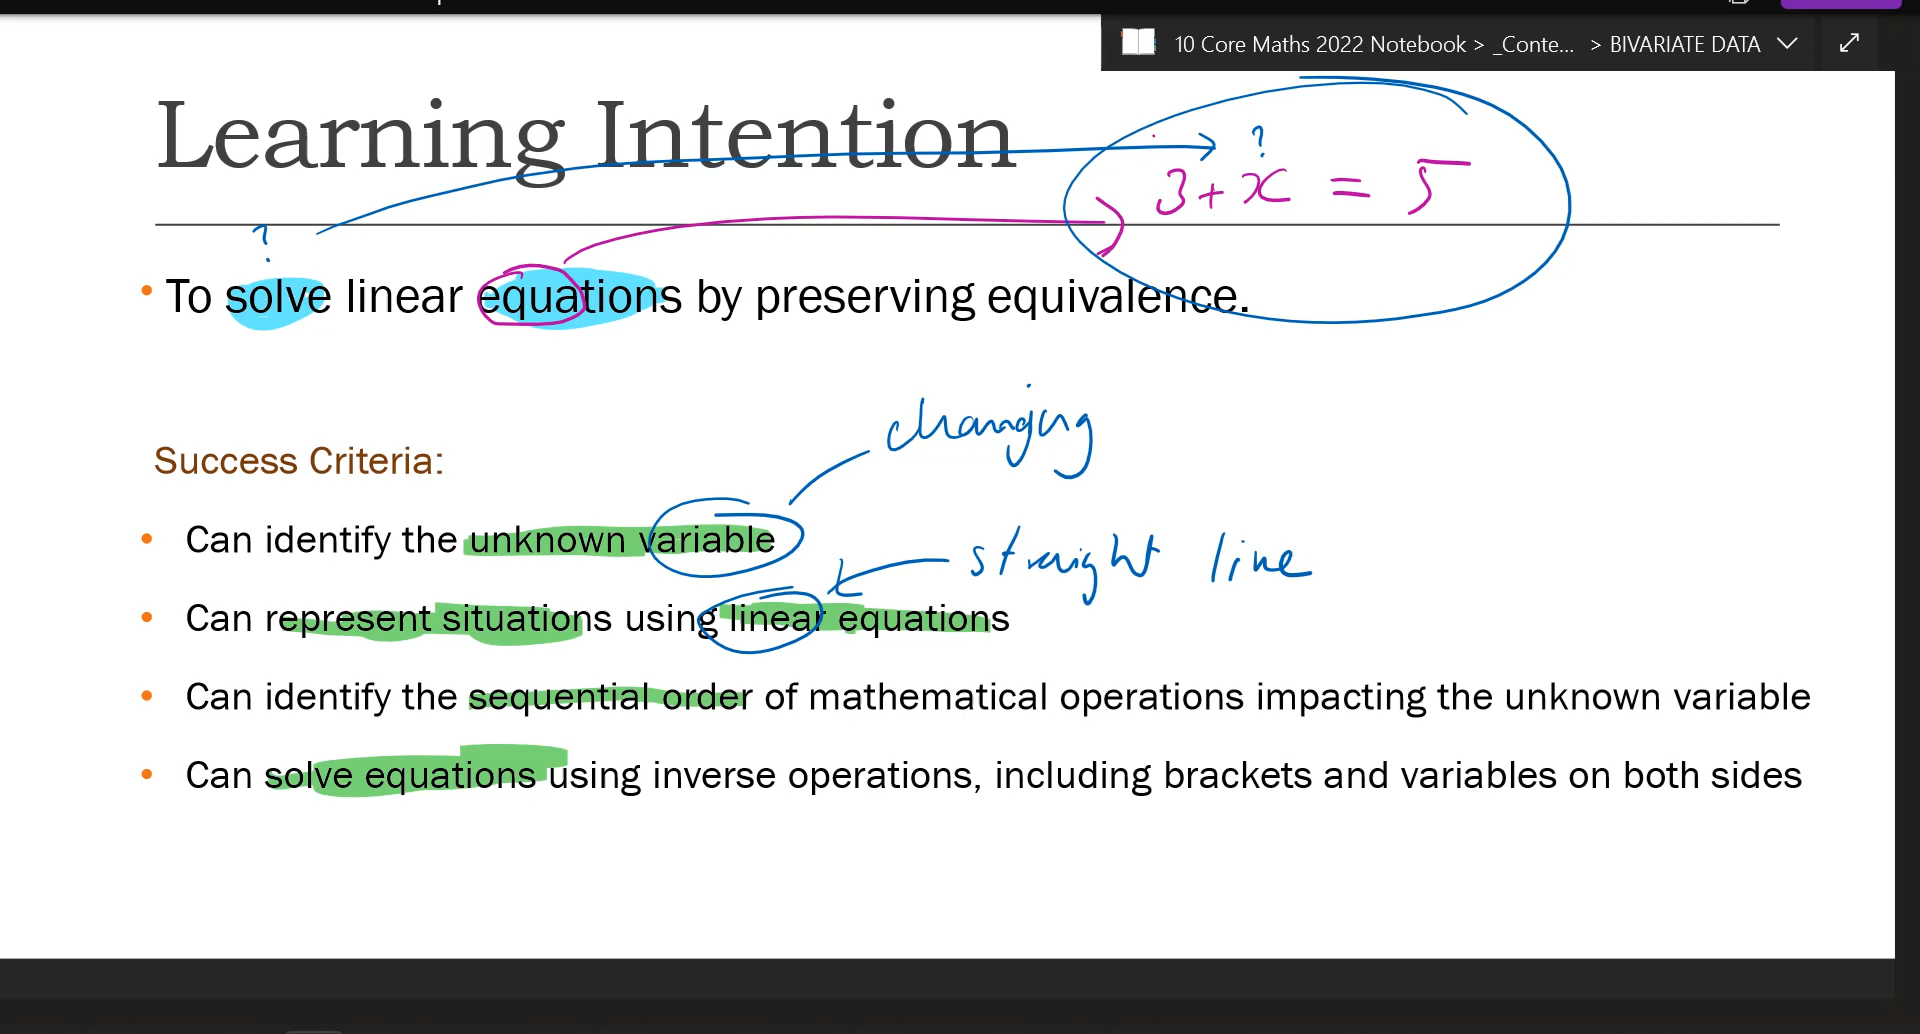 10 Core Maths 2022 Notebook > _Conte... > BIVARIATE DATA
Learning Intention
?
3 + x = 5
?
• To solve linear equations by preserving equivalence.
changing
Success Criteria:
• Can identify the unknown variable
straight line
• Can represent situations using linear equations
• Can identify the sequential order of mathematical operations impacting the unknown variable
• Can solve equations using inverse operations, including brackets and variables on both sides